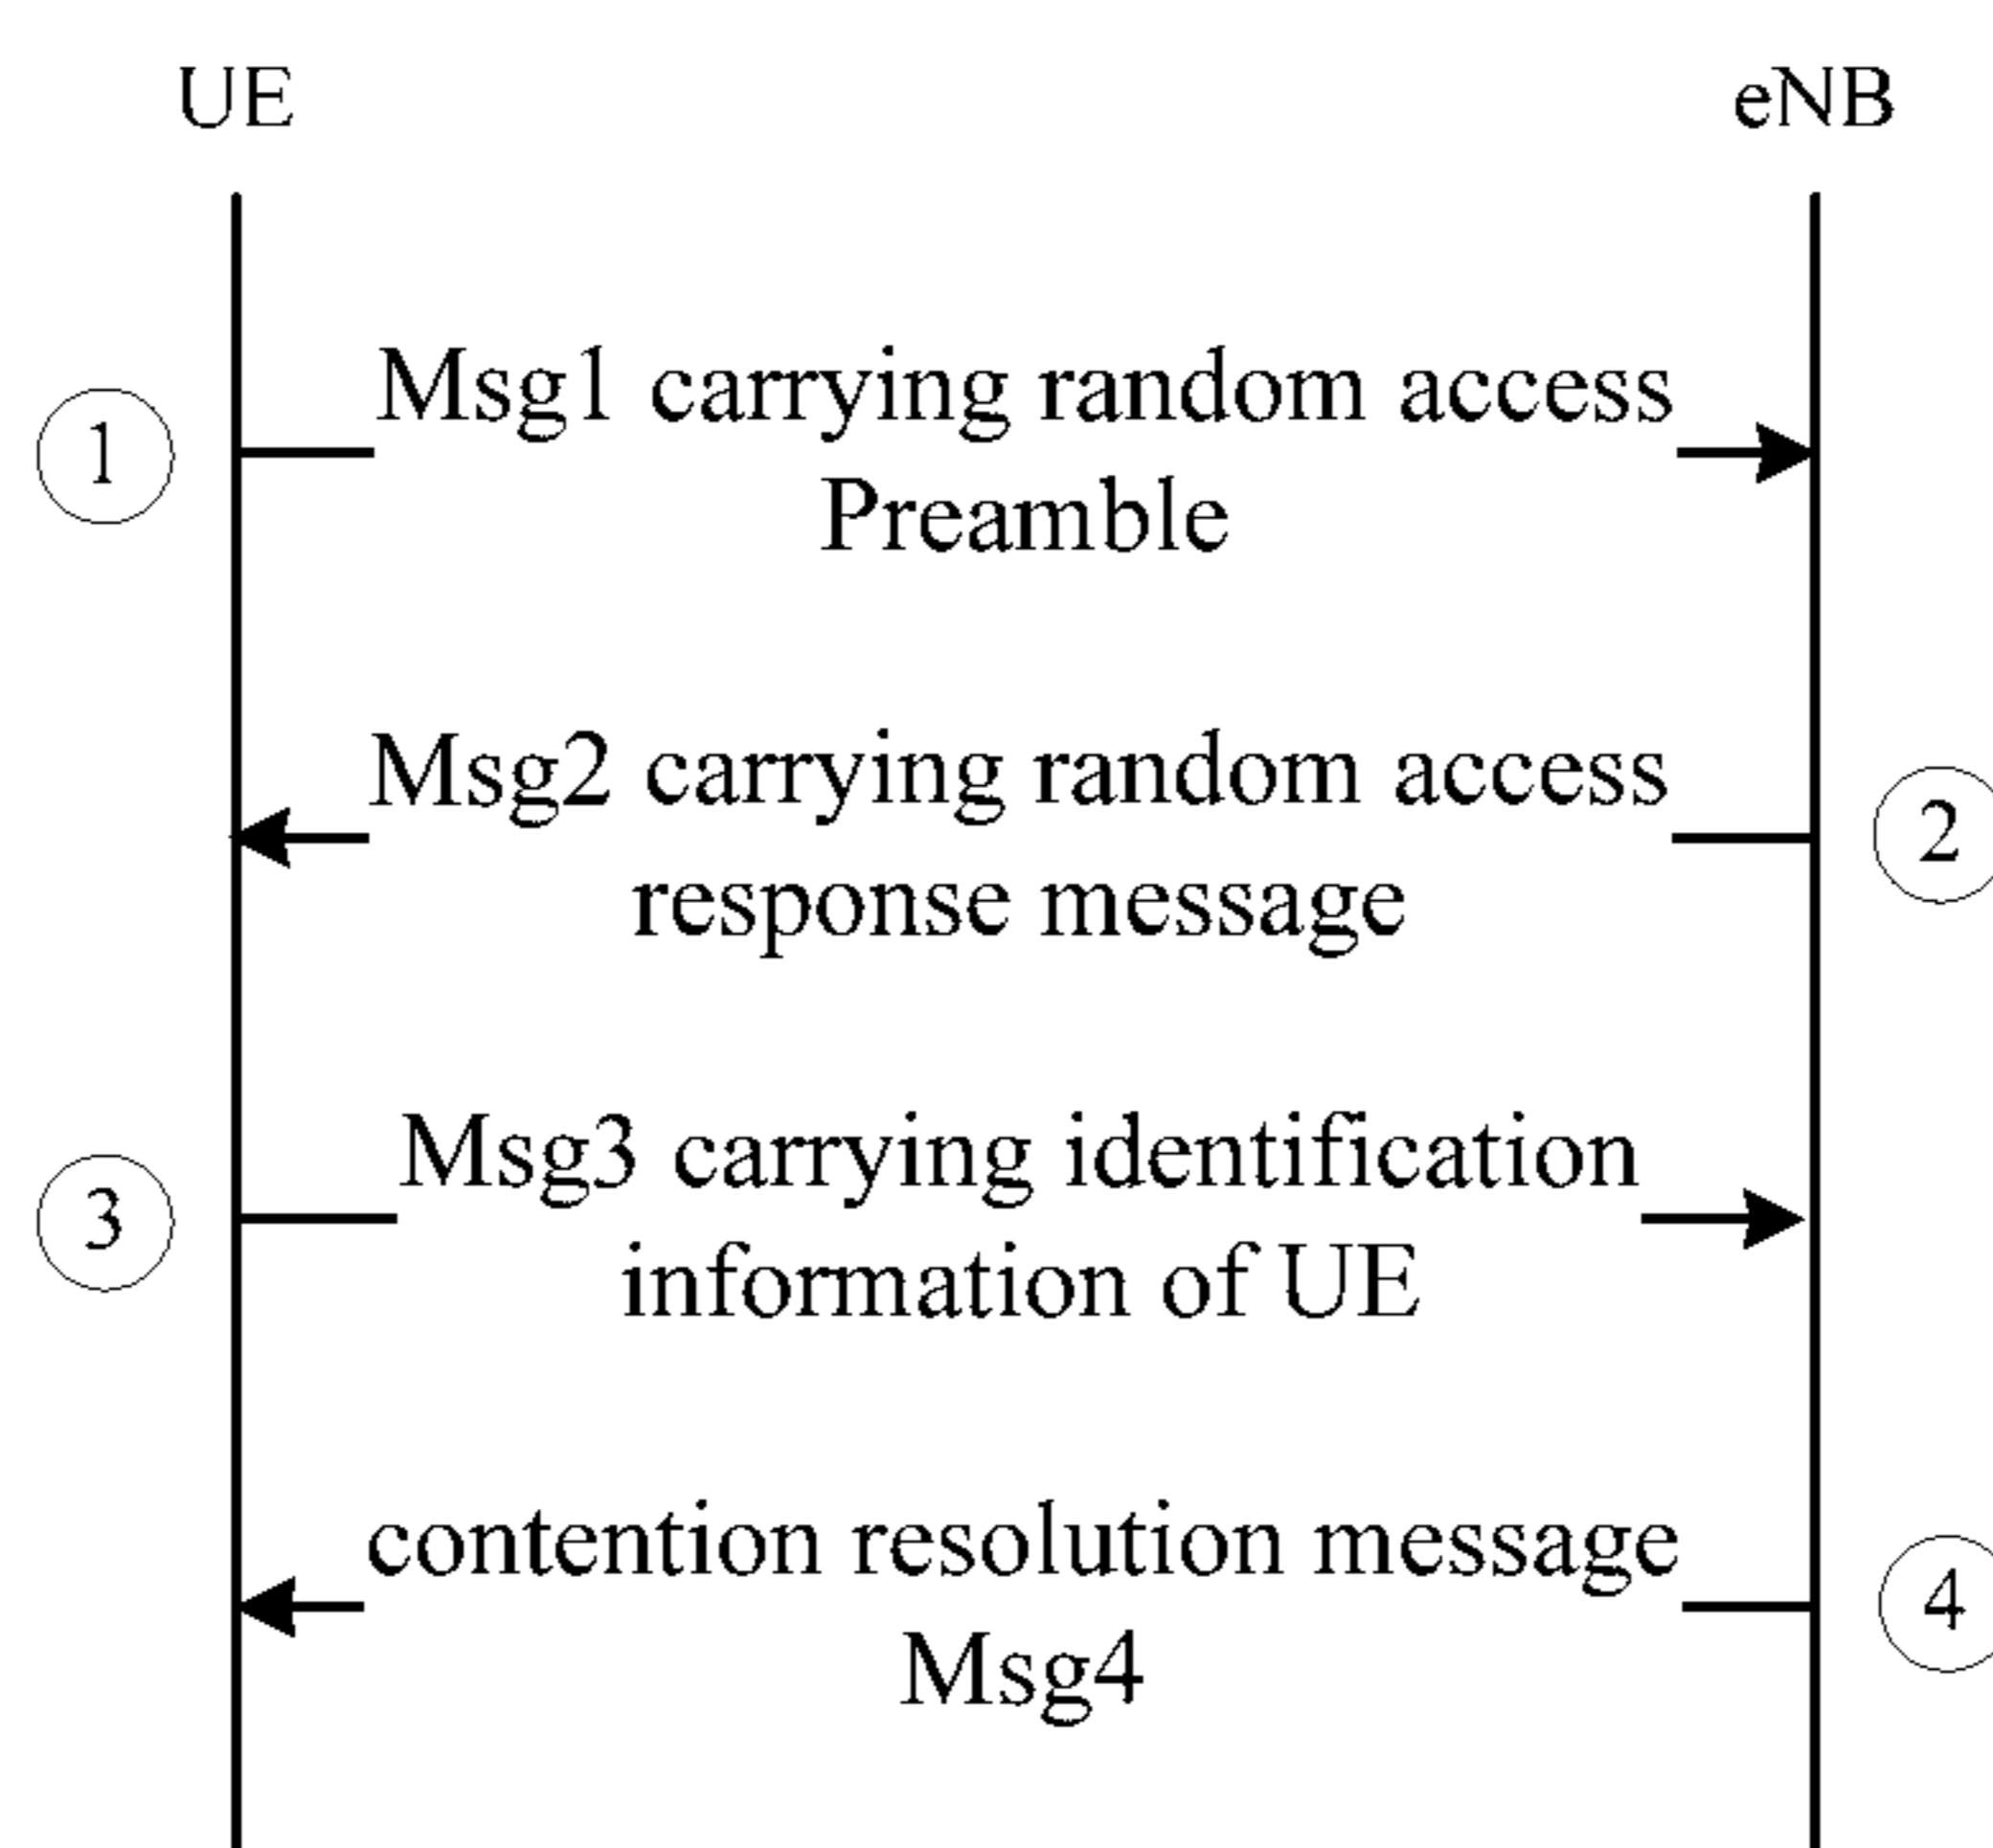 UE
eNB
Msg1 carrying random access
1
Preamble
Msg2 carrying random access
2
response message
Msg3 carrying identification
3
information of UE
contention resolution message
4
Msg4